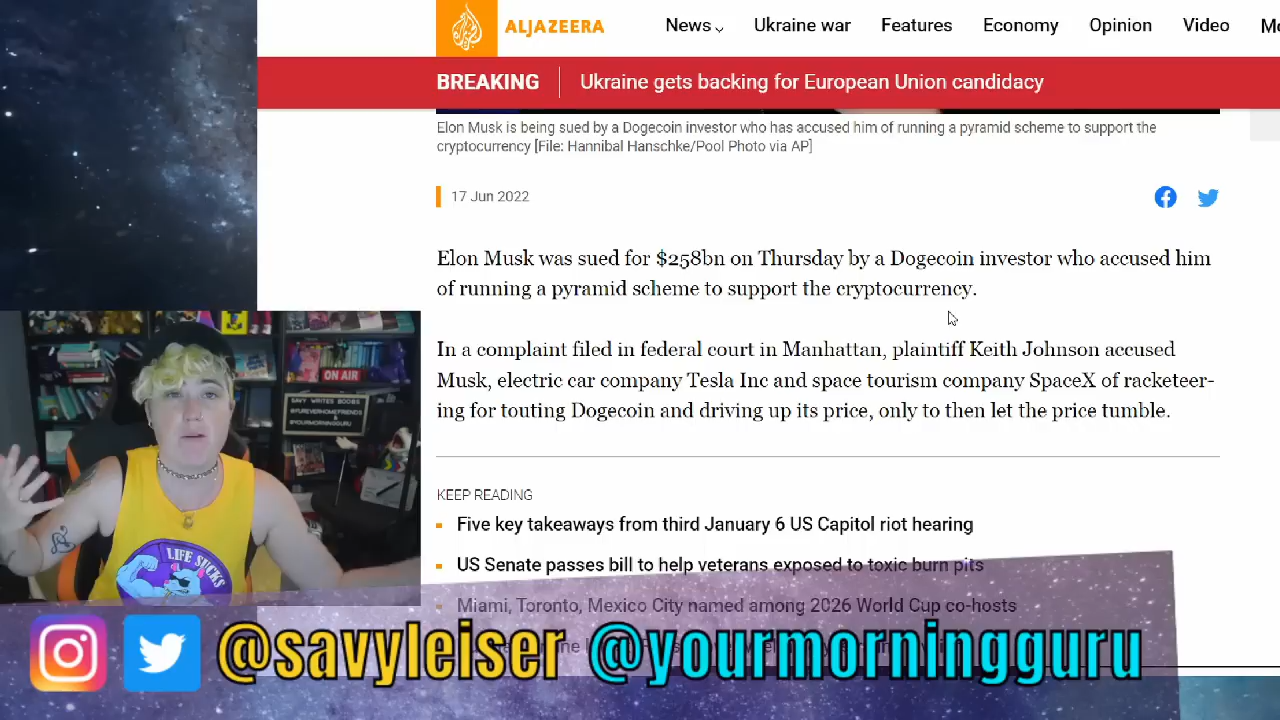 ALJAZEERA
News
Ukraine war
Features
Economy
Opinion
Video
BREAKING
Ukraine gets backing for European Union candidacy
Elon Musk is being sued by a Dogecoin investor who has accused him of running a pyramid scheme to support the
cryptocurrency [File: Hannibal Hanschke/Pool Photo via AP]
17 Jun 2022
Elon Musk was sued for $258bn on Thursday by a Dogecoin investor who accused him
of running a pyramid scheme to support the cryptocurrency.
In a complaint filed in federal court in Manhattan, plaintiff Keith Johnson accused
Musk, electric car company Tesla Inc and space tourism company SpaceX of racketeer-
ing for touting Dogecoin and driving up its price, only to then let the price tumble.
KEEP READING
Five key takeaways from third January 6 US Capitol riot hearing
US Senate passes bill to help veterans exposed to toxic burn pits
Miami, Toronto, Mexico City named among 2026 World Cup co-hosts
ON AIR
SAVY WRITES BOOBS
@FUREVERHOMEFRIENDS
&
@YOURMORNINGGURU
LIFE SUCKS
@savyleiser @yourmorningguru